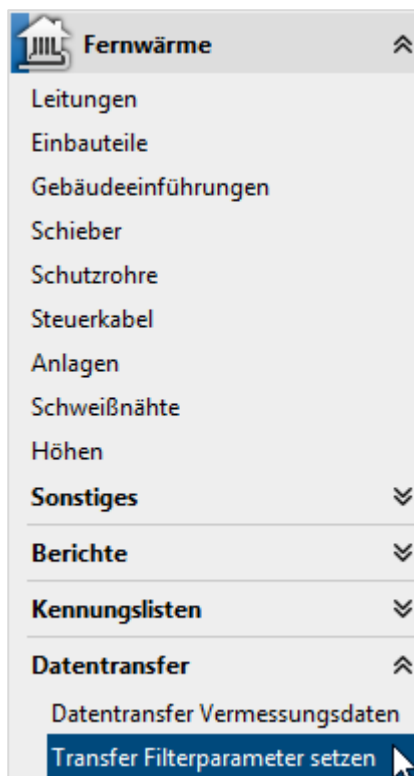 Fernwärme
Leitungen
Einbauteile
Gebäudeeinführungen
Schieber
Schutzrohre
Steuerkabel
Anlagen
Schweißnähte
Höhen
Sonstiges
Berichte
Kennungslisten
Datentransfer
Datentransfer Vermessungsdaten
Transfer Filterparameter setzen